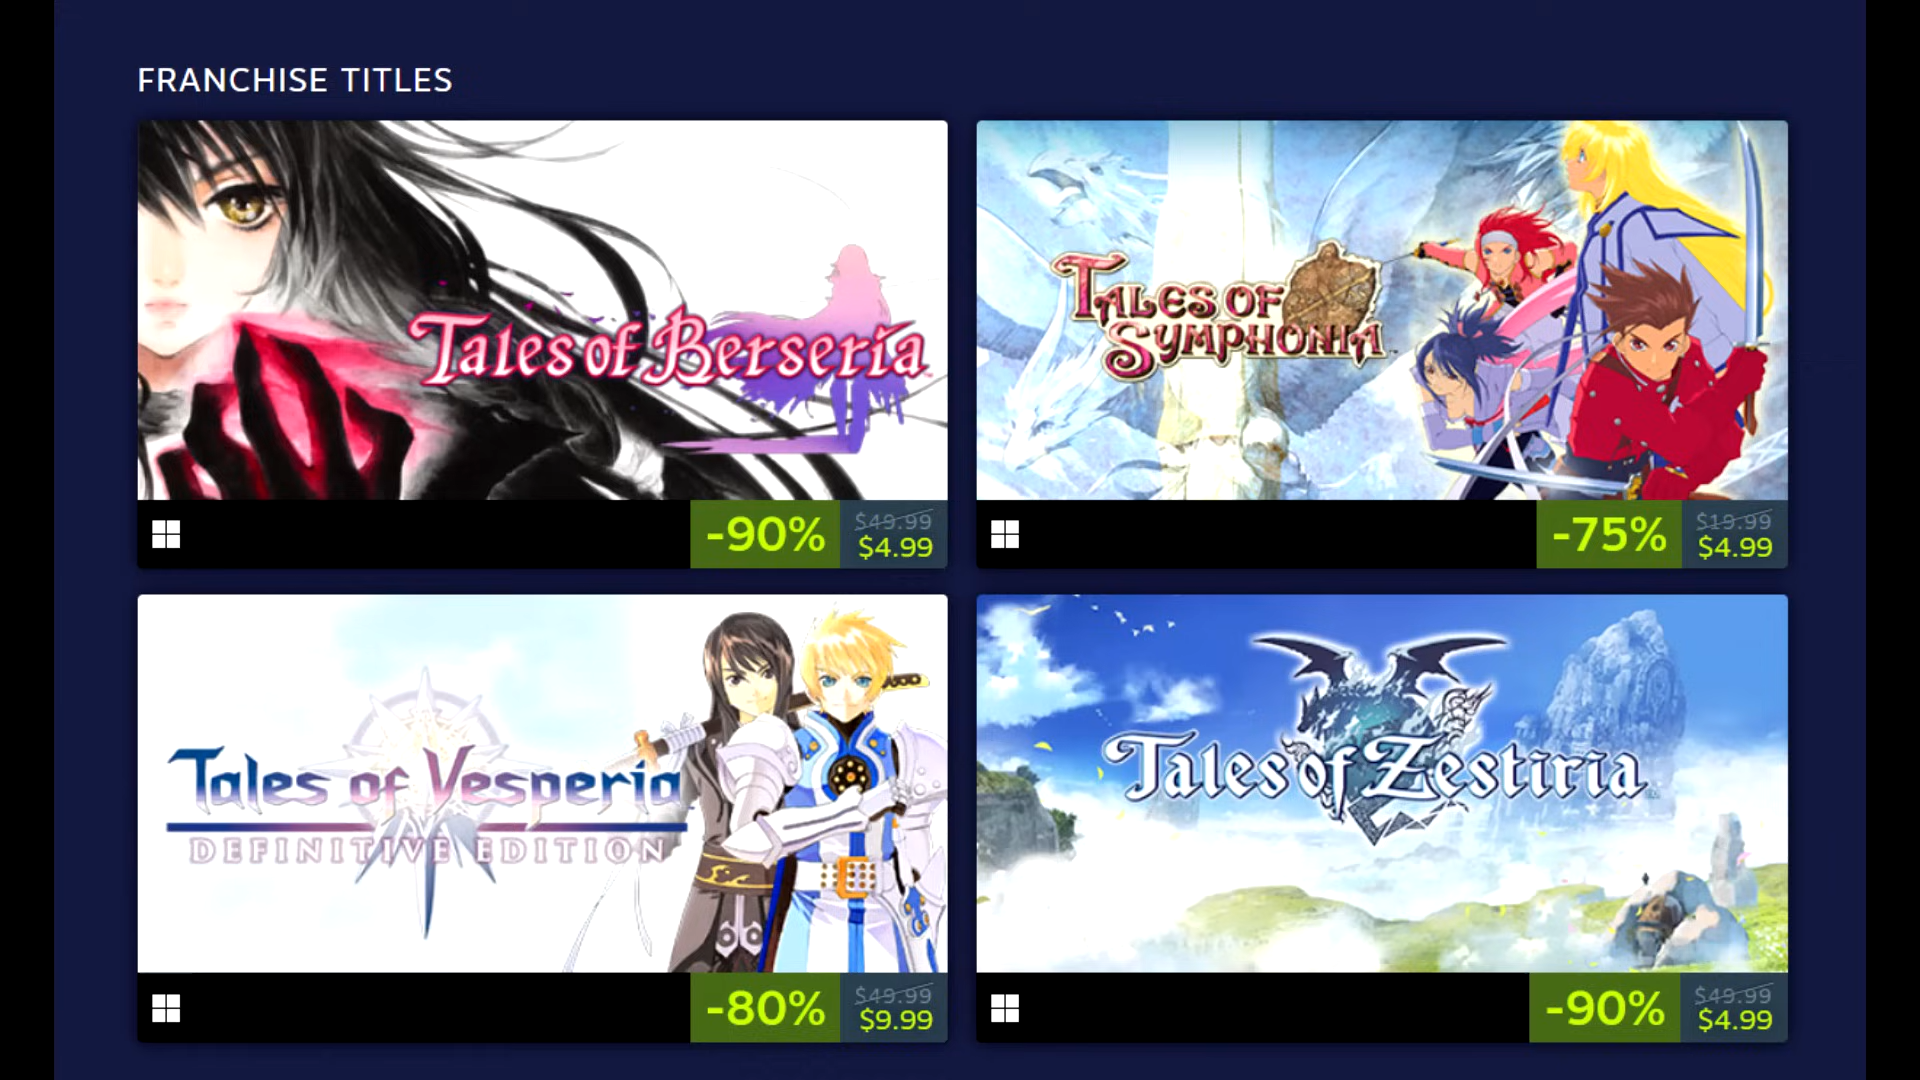 FRANCHISE TITLES
Tales of Berseria
-90%
$49.99
$4.99
TALES OF
SYMPHONIA
-75%
$19.99
$4.99
Tales of Vesperia
DEFINITIVE EDITION
-80%
$49.99
$9.99
Tales of Zestiria
-90%
$49.99
$4.99